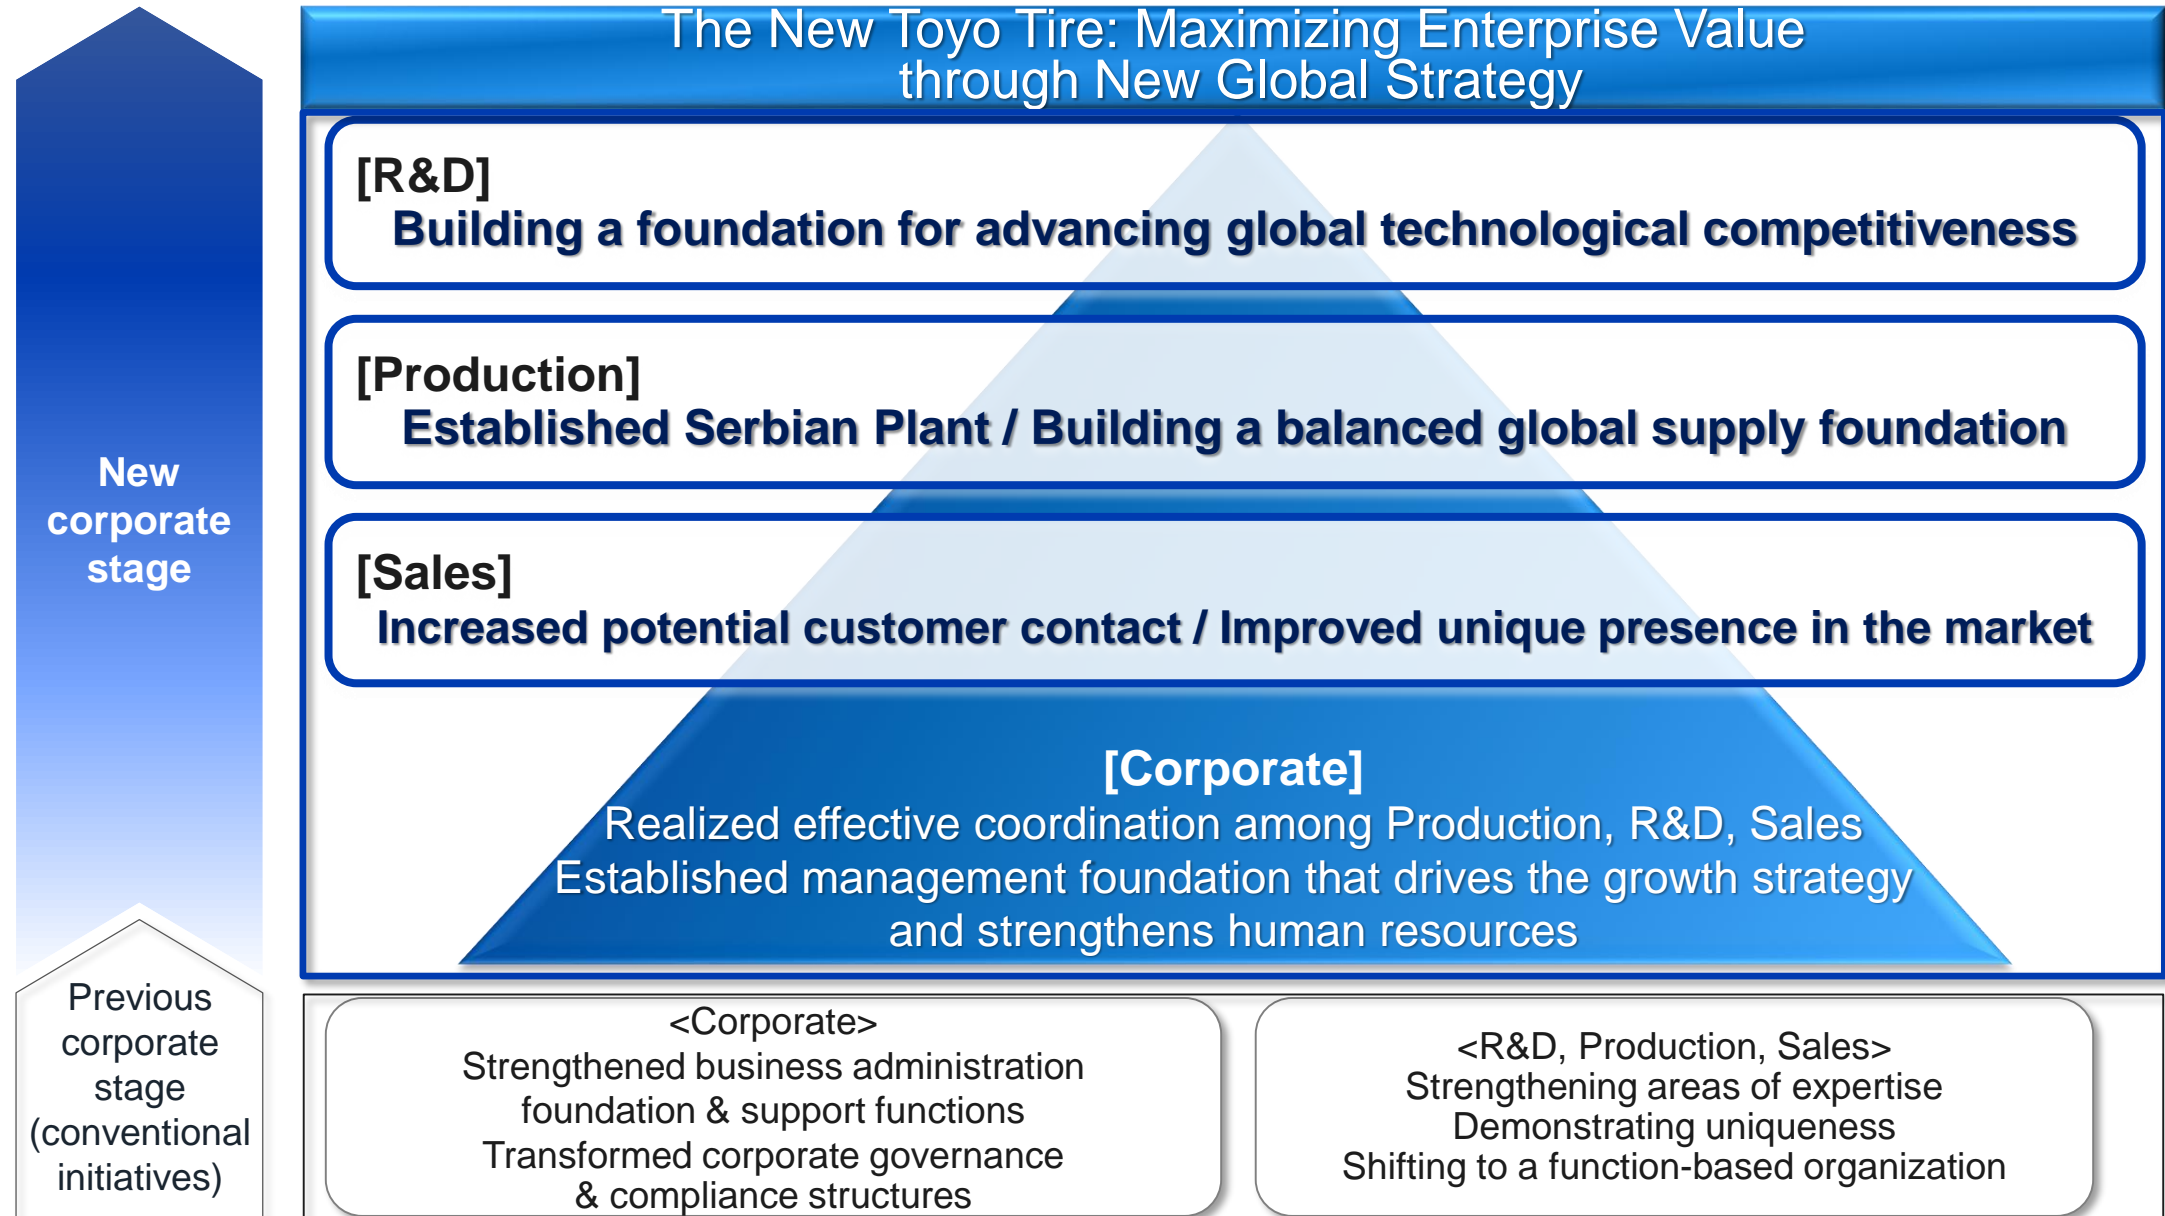 The New Toyo Tire: Maximizing Enterprise Value
through New Global Strategy
[R&D]
Building a foundation for advancing global technological competitiveness
[Production]
Established Serbian Plant / Building a balanced global supply foundation
[Sales]
Increased potential customer contact / Improved unique presence in the market
[Corporate]
Realized effective coordination among Production, R&D, Sales
Established management foundation that drives the growth strategy
and strengthens human resources
New
corporate
stage
Previous
corporate
stage
(conventional
initiatives)
<Corporate>
Strengthened business administration
foundation & support functions
Transformed corporate governance
& compliance structures
<R&D, Production, Sales>
Strengthening areas of expertise
Demonstrating uniqueness
Shifting to a function-based organization